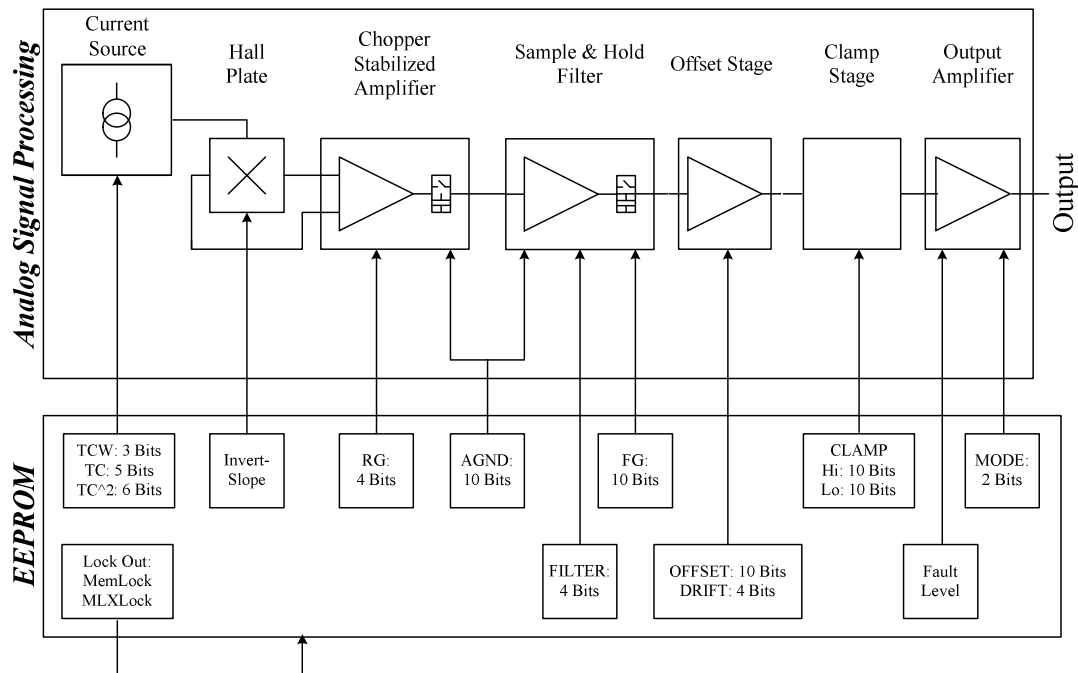 Analog Signal Processing
Current
Source
Hall
Plate
Chopper
Stabilized
Amplifier
Sample & Hold
Filter
Offset Stage
Clamp
Stage
Output
Amplifier
Output
EEPROM
TCW: 3 Bits
TC: 5 Bits
TC^2: 6 Bits
Invert-
Slope
RG:
4 Bits
AGND:
10 Bits
FG:
10 Bits
CLAMP
Hi: 10 Bits
Lo: 10 Bits
MODE:
2 Bits
Lock Out:
MemLock
MLXLock
FILTER:
4 Bits
OFFSET: 10 Bits
DRIFT: 4 Bits
Fault
Level